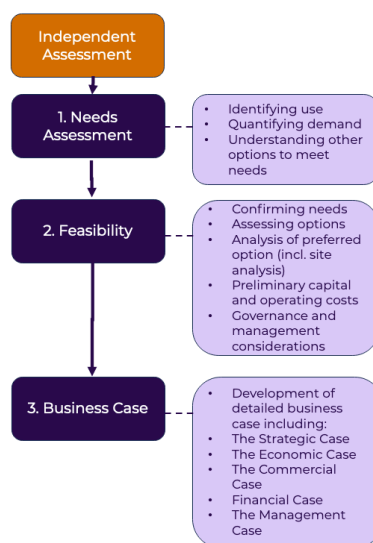 Independent
Assessment
1. Needs
Assessment
• Identifying use
• Quantifying demand
• Understanding other
options to meet
needs
2. Feasibility
• Confirming needs
• Assessing options
• Analysis of preferred
option (incl. site
analysis)
• Preliminary capital
and operating costs
• Governance and
management
considerations
3. Business Case
• Development of
detailed business
case including:
• The Strategic Case
• The Economic Case
• The Commercial
Case
• Financial Case
• The Management
Case